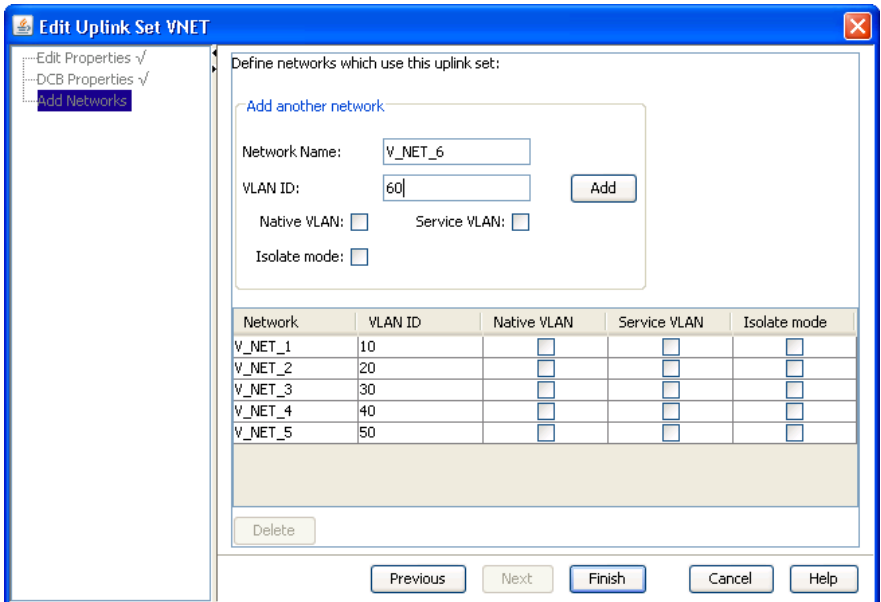 Edit Uplink Set VNET
Edit Properties √
DCB Properties √
Add Networks
Define networks which use this uplink set:
Add another network
Network Name: V_NET_6
VLAN ID: 60 Add
Native VLAN: Service VLAN:
Isolate mode:
Network VLAN ID Native VLAN Service VLAN Isolate mode
V_NET_1 10
V_NET_2 20
V_NET_3 30
V_NET_4 40
V_NET_5 50
Delete
Previous Next Finish Cancel Help